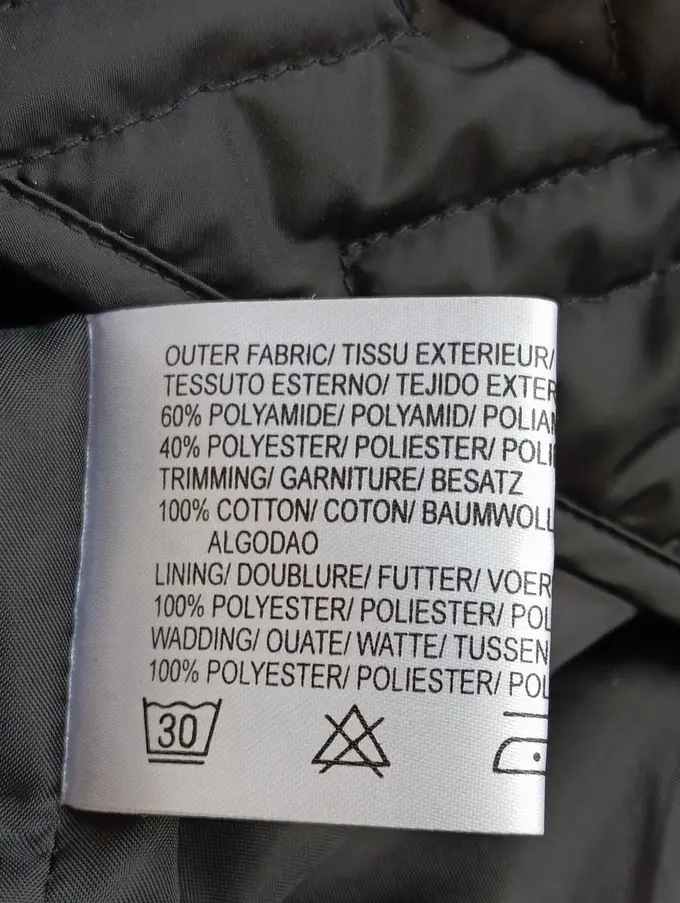 OUTER FABRIC/ TISSU EXTERIEUR/
TESSUTO ESTERNO/ TEJIDO EXTER
60% POLYAMIDE/ POLYAMID/ POLIAM
40% POLYESTER/ POLIESTER/ POLI
TRIMMING/ GARNITURE/ BESATZ
100% COTTON/ COTON/ BAUMWOLL
ALGODAO
LINING/ DOUBLURE/ FUTTER/ VOER
100% POLYESTER/ POLIESTER/ POL
WADDING/ OUATE/ WATTE/ TUSSEN
100% POLYESTER/ POLIESTER/ POL
30